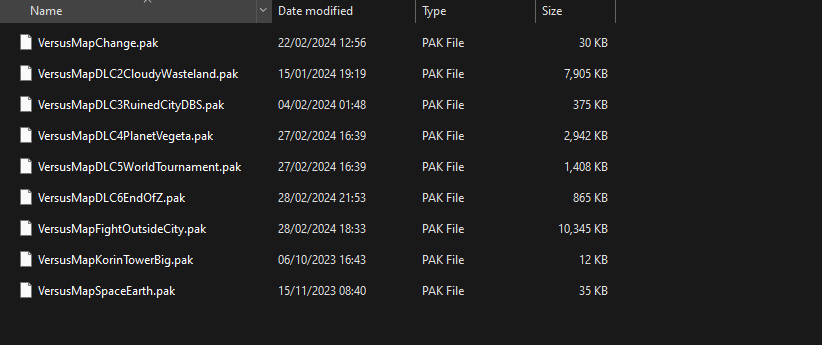 Name Date modified Type Size
VersusMapChange.pak 22/02/2024 12:56 PAK File 30 KB
VersusMapDLC2CloudyWasteland.pak 15/01/2024 19:19 PAK File 7,905 KB
VersusMapDLC3RuinedCityDBS.pak 04/02/2024 01:48 PAK File 375 KB
VersusMapDLC4PlanetVegeta.pak 27/02/2024 16:39 PAK File 2,942 KB
VersusMapDLC5WorldTournament.pak 27/02/2024 16:39 PAK File 1,408 KB
VersusMapDLC6EndOfZ.pak 28/02/2024 21:53 PAK File 865 KB
VersusMapFightOutsideCity.pak 28/02/2024 18:33 PAK File 10,345 KB
VersusMapKorinTowerBig.pak 06/10/2023 16:43 PAK File 12 KB
VersusMapSpaceEarth.pak 15/11/2023 08:40 PAK File 35 KB